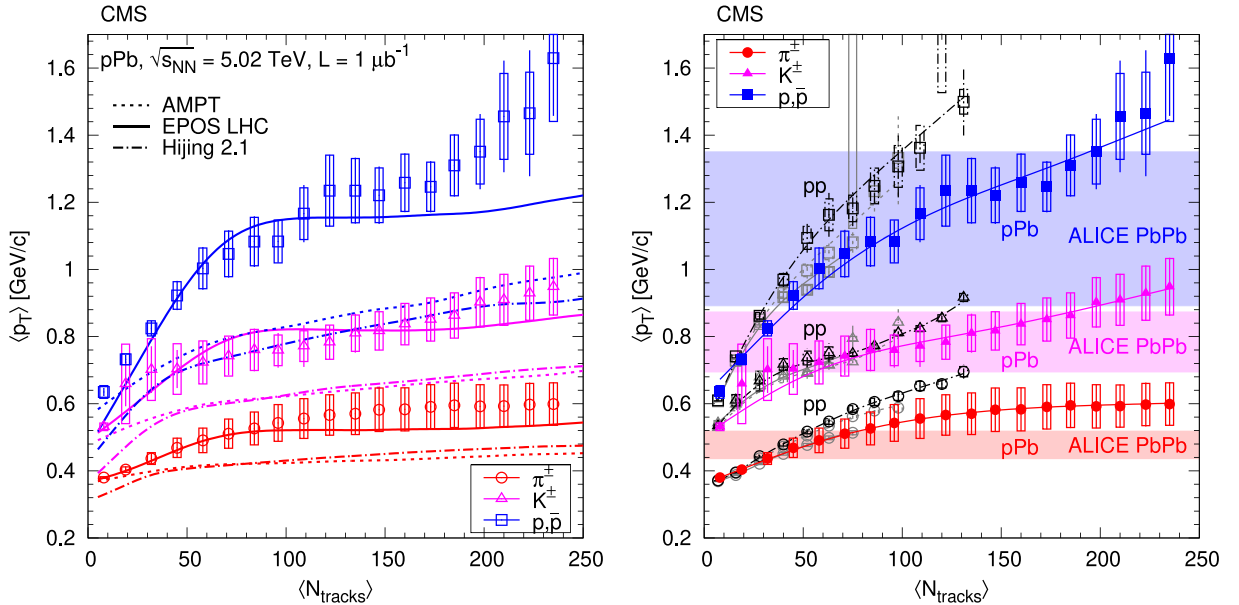 CMS
pPb, √sNN = 5.02 TeV, L = 1 μb⁻¹
AMPT
EPOS LHC
Hijing 2.1
π±
K±
p,p̄
⟨pT⟩ [GeV/c]
1.6
1.4
1.2
1
0.8
0.6
0.4
0.2
0 50 100 150 200 250
⟨Ntracks⟩
CMS
π±
K±
p,p̄
pp
pPb
ALICE PbPb
pp
pPb
ALICE PbPb
pp
pPb
ALICE PbPb
⟨pT⟩ [GeV/c]
1.6
1.4
1.2
1
0.8
0.6
0.4
0.2
0 50 100 150 200 250
⟨Ntracks⟩